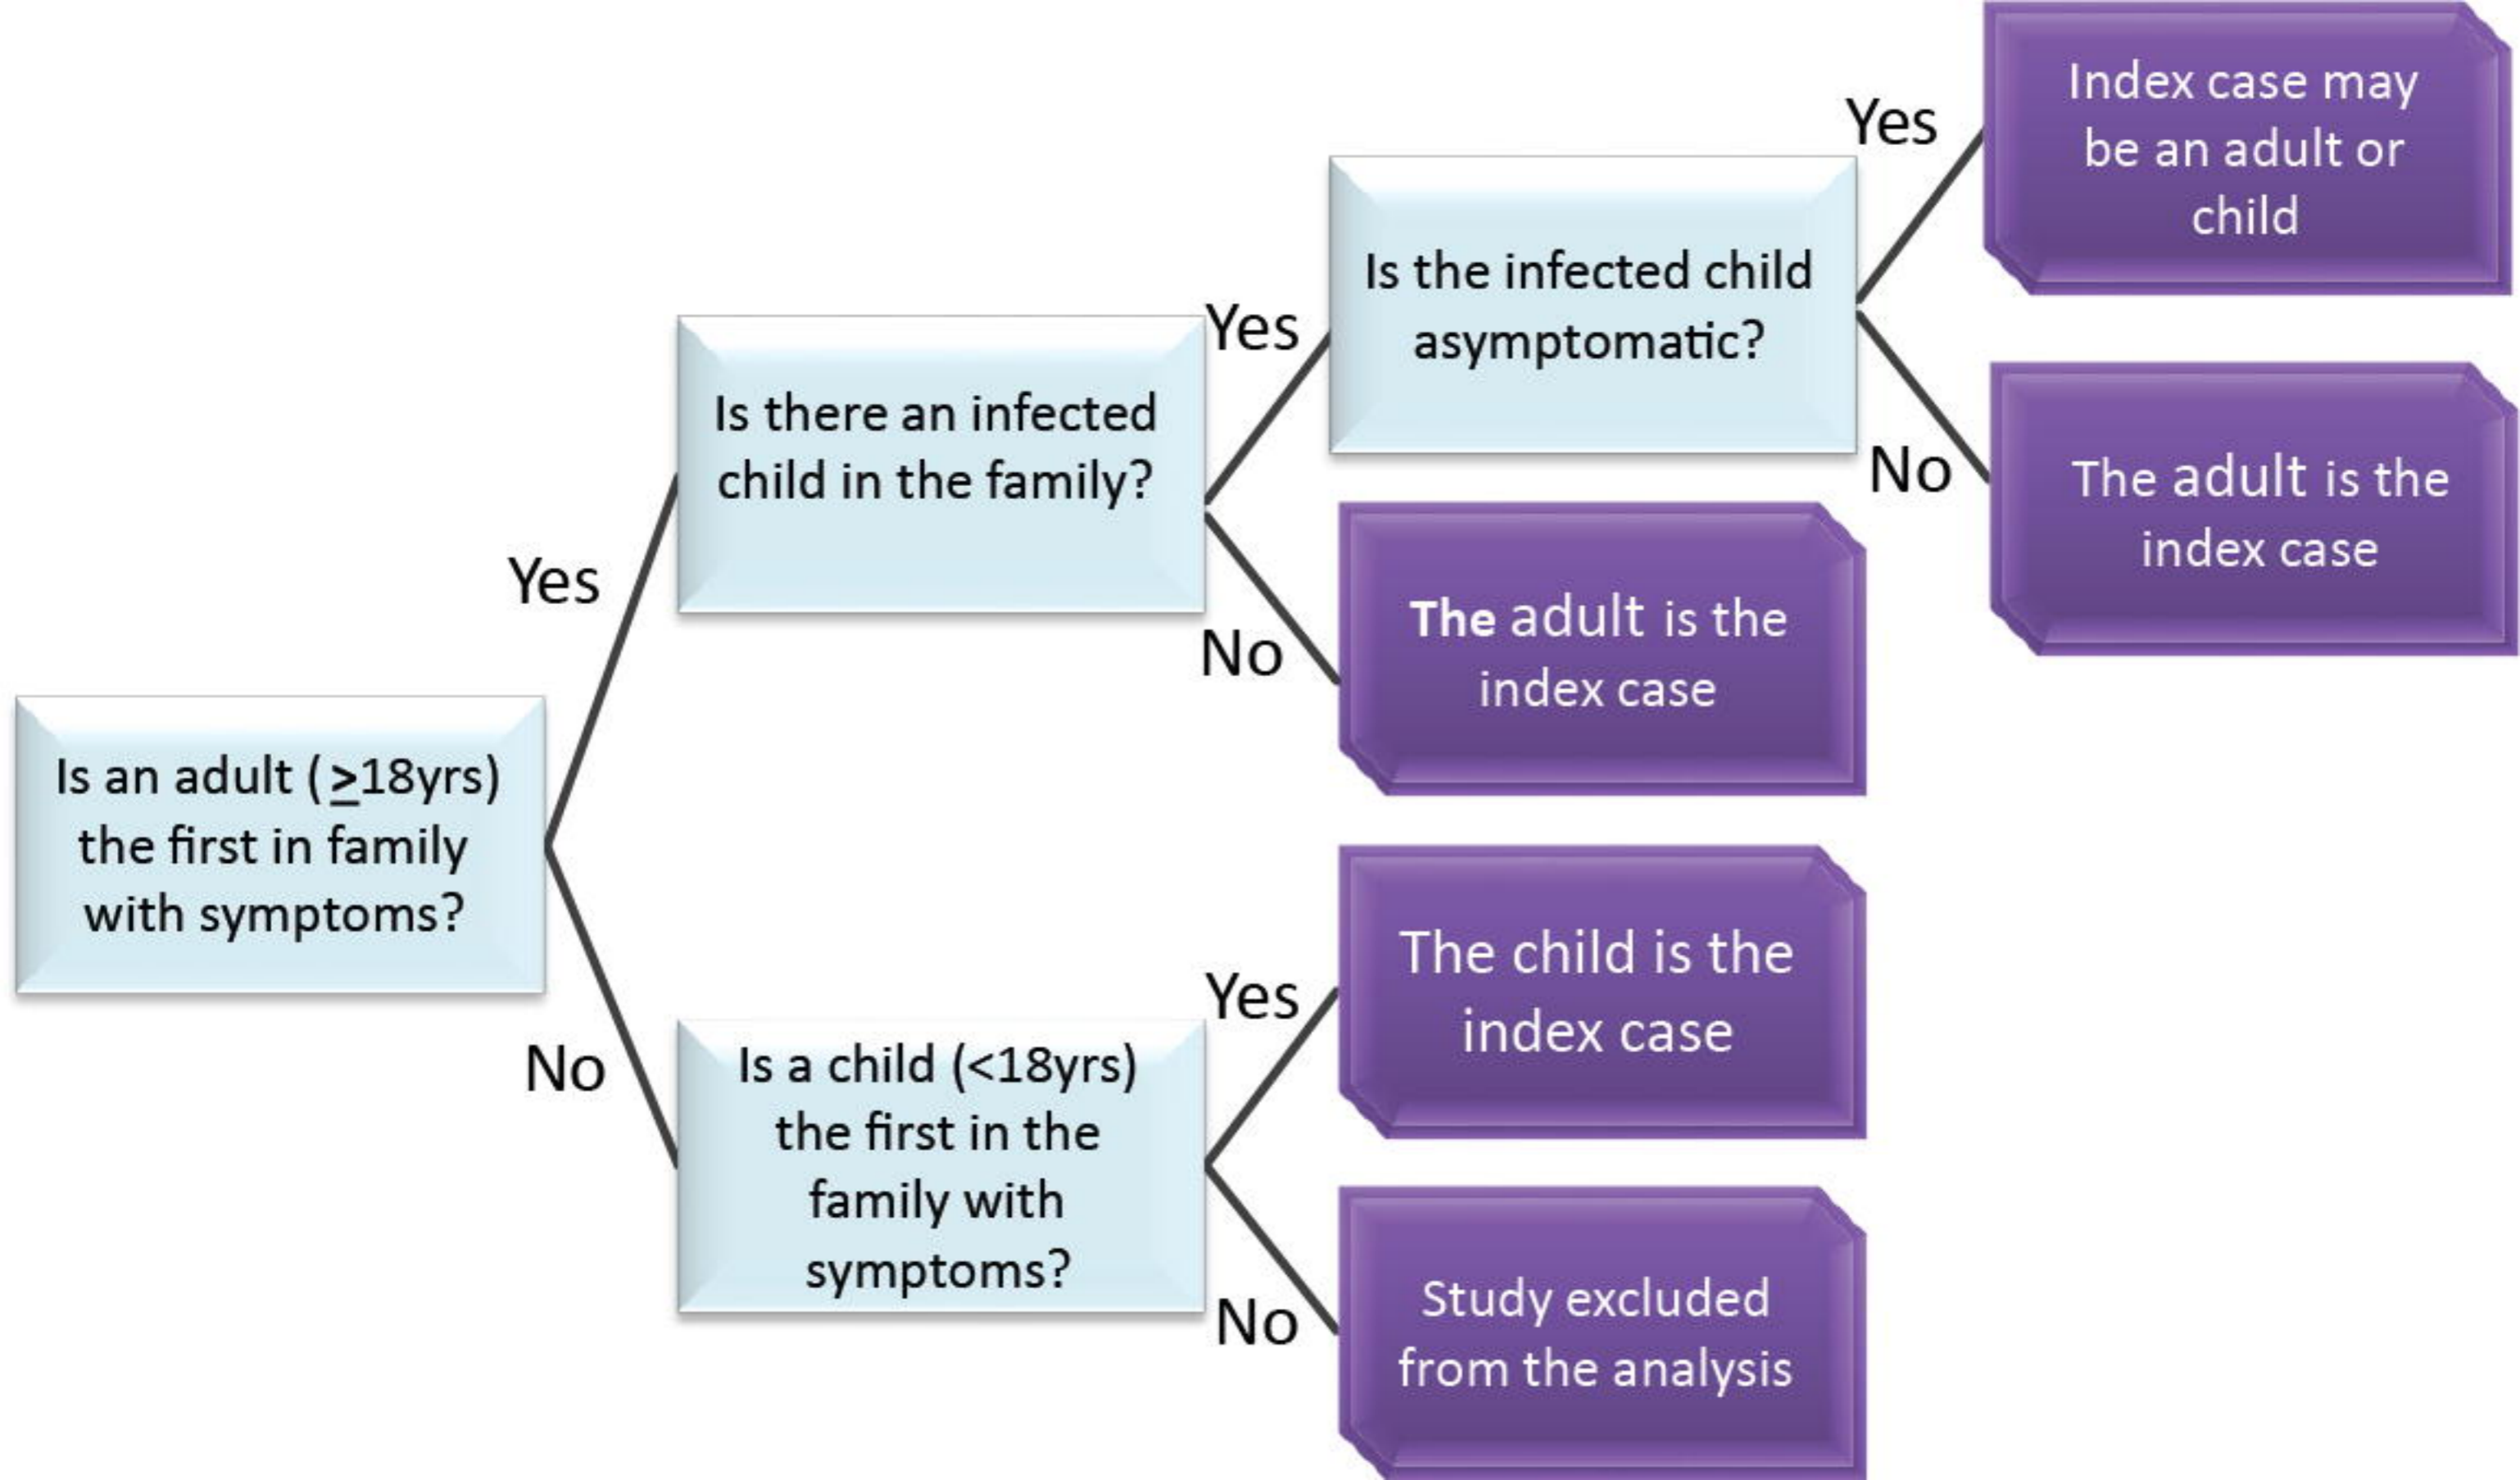 Is an adult (≥18yrs)
the first in family
with symptoms?
Yes
No
Is there an infected
child in the family?
Yes
No
Is the infected child
asymptomatic?
Yes
No
Index case may
be an adult or
child
The adult is the
index case
The adult is the
index case
Is a child (<18yrs)
the first in the
family with
symptoms?
Yes
No
The child is the
index case
Study excluded
from the analysis